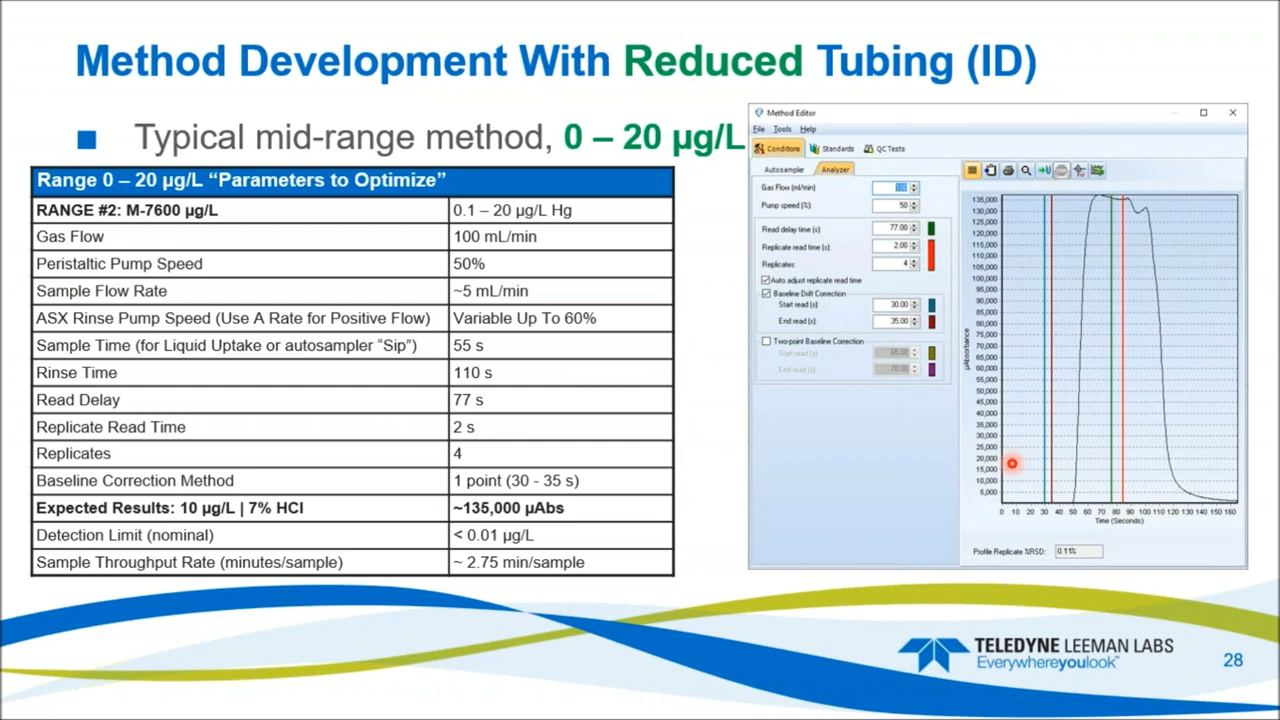 Method Development With Reduced Tubing (ID)
Typical mid-range method, 0 – 20 µg/L
Range 0 – 20 µg/L “Parameters to Optimize”
RANGE #2: M-7600 µg/L 0.1 – 20 µg/L Hg
Gas Flow 100 mL/min
Peristaltic Pump Speed 50%
Sample Flow Rate ~5 mL/min
ASX Rinse Pump Speed (Use A Rate for Positive Flow) Variable Up To 60%
Sample Time (for Liquid Uptake or autosampler “Sip”) 55 s
Rinse Time 110 s
Read Delay 77 s
Replicate Read Time 2 s
Replicates 4
Baseline Correction Method 1 point (30 - 35 s)
Expected Results: 10 µg/L | 7% HCl ~135,000 µAbs
Detection Limit (nominal) < 0.01 µg/L
Sample Throughput Rate (minutes/sample) ~ 2.75 min/sample
Method Editor
File Tools Help
Conditions Standards QC Tests
Autosampler Analyzer
Gas Flow (ml/min) 100
Pump speed (%): 50
Read delay time (s): 77.00
Replicate read time (s): 2.00
Replicates: 4
Auto adjust replicate read time
Baseline Drift Correction
Start read (s): 30.00
End read (s): 35.00
Two-point Baseline Correction
Start read (s) 65.00
End read (s) 70.00
135,000
130,000
125,000
120,000
115,000
110,000
105,000
100,000
95,000
90,000
85,000
80,000
75,000
70,000
65,000
60,000
55,000
50,000
45,000
40,000
35,000
30,000
25,000
20,000
15,000
10,000
5,000
µAbsorbance
0 10 20 30 40 50 60 70 80 90 100 110 120 130 140 150 160
Time (Seconds)
Profile Replicate %RSD: 0.11%
TELEDYNE LEEMAN LABS
Everywhereyoulook™
28